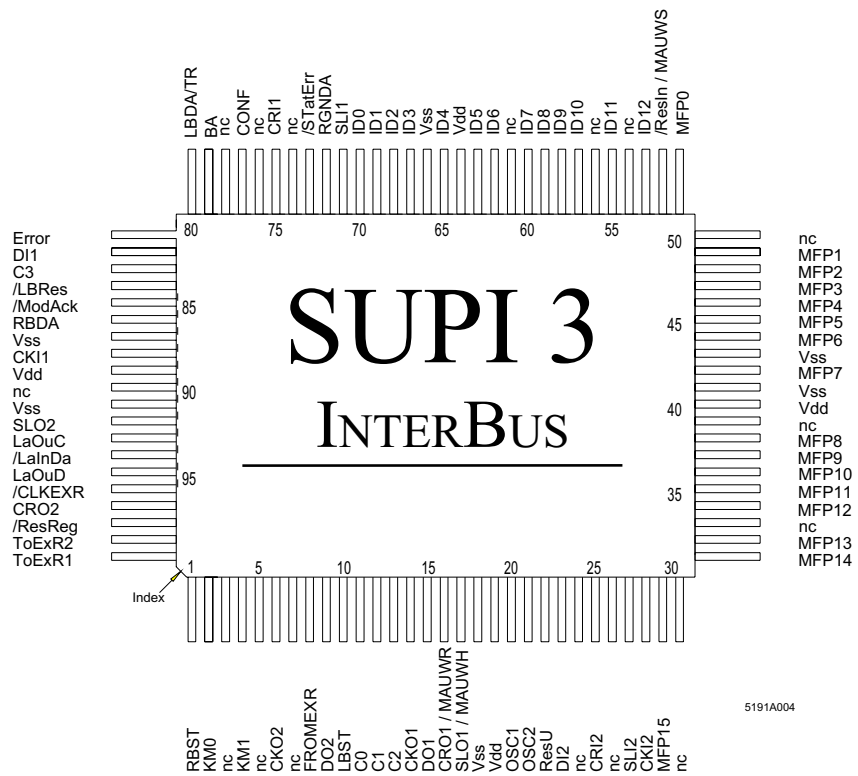 LBDA/TR
BA
nc
CONF
nc
CRI1
nc
/STatErr
RGNDA
SLI1
ID0
ID1
ID2
ID3
Vss
ID4
Vdd
ID5
ID6
nc
ID7
ID8
ID9
ID10
nc
ID11
nc
ID12
/ResIn / MAUWS
MFP0
80 75 70 65 60 55
50
45
40
35
85
90
95
Error
DI1
C3
/LBRes
/ModAck
RBDA
Vss
CKI1
Vdd
nc
Vss
SLO2
LaOuC
/LaInDa
LaOuD
/CLKEXR
CRO2
/ResReg
ToExR2
ToExR1
SUPI 3
INTERBUS
nc
MFP1
MFP2
MFP3
MFP4
MFP5
MFP6
Vss
MFP7
Vss
Vdd
nc
MFP8
MFP9
MFP10
MFP11
MFP12
nc
MFP13
MFP14
1 5 10 15 20 25 30
Index
RBST
KM0
nc
KM1
nc
CKO2
nc
FROMEXR
DO2
LBST
C0
C1
C2
CKO1
DO1
CRO1 / MAUWR
SLO1 / MAUWH
Vss
Vdd
OSC1
OSC2
ResU
DI2
nc
CRI2
nc
SLI2
CKI2
MFP15
nc
5191A004